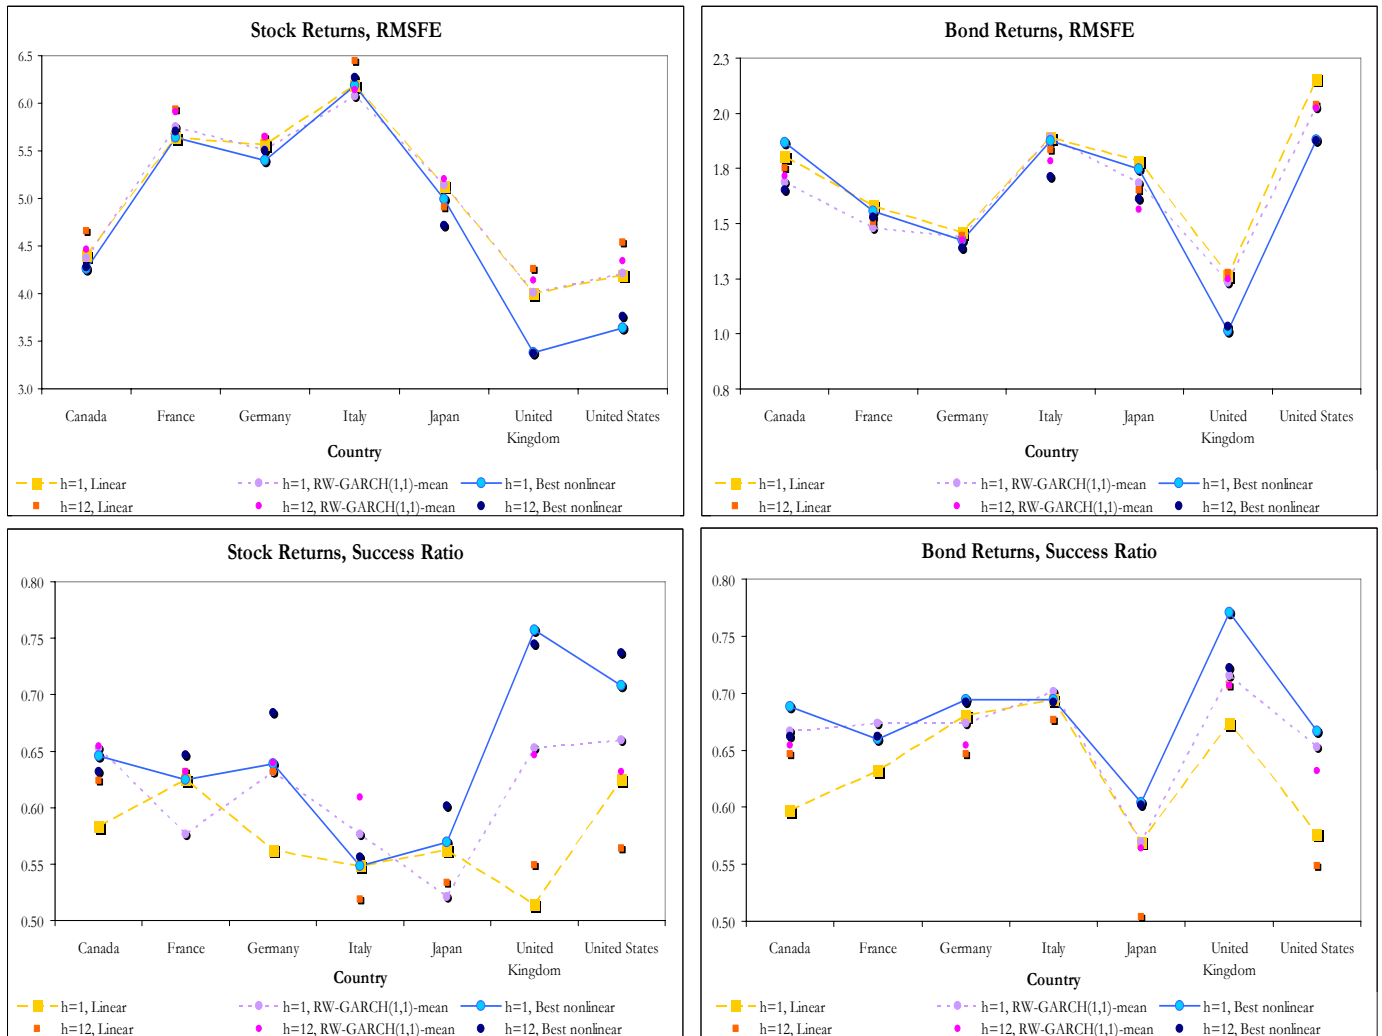 Stock Returns, RMSFE
6.5
6.0
5.5
5.0
4.5
4.0
3.5
3.0
Canada France Germany Italy Japan United Kingdom United States
Country
h=1, Linear h=1, RW-GARCH(1,1)-mean h=1, Best nonlinear
h=12, Linear h=12, RW-GARCH(1,1)-mean h=12, Best nonlinear
Bond Returns, RMSFE
2.3
2.0
1.8
1.5
1.3
1.0
0.8
Canada France Germany Italy Japan United Kingdom United States
Country
h=1, Linear h=1, RW-GARCH(1,1)-mean h=1, Best nonlinear
h=12, Linear h=12, RW-GARCH(1,1)-mean h=12, Best nonlinear
Stock Returns, Success Ratio
0.80
0.75
0.70
0.65
0.60
0.55
0.50
Canada France Germany Italy Japan United Kingdom United States
Country
h=1, Linear h=1, RW-GARCH(1,1)-mean h=1, Best nonlinear
h=12, Linear h=12, RW-GARCH(1,1)-mean h=12, Best nonlinear
Bond Returns, Success Ratio
0.80
0.75
0.70
0.65
0.60
0.55
0.50
Canada France Germany Italy Japan United Kingdom United States
Country
h=1, Linear h=1, RW-GARCH(1,1)-mean h=1, Best nonlinear
h=12, Linear h=12, RW-GARCH(1,1)-mean h=12, Best nonlinear